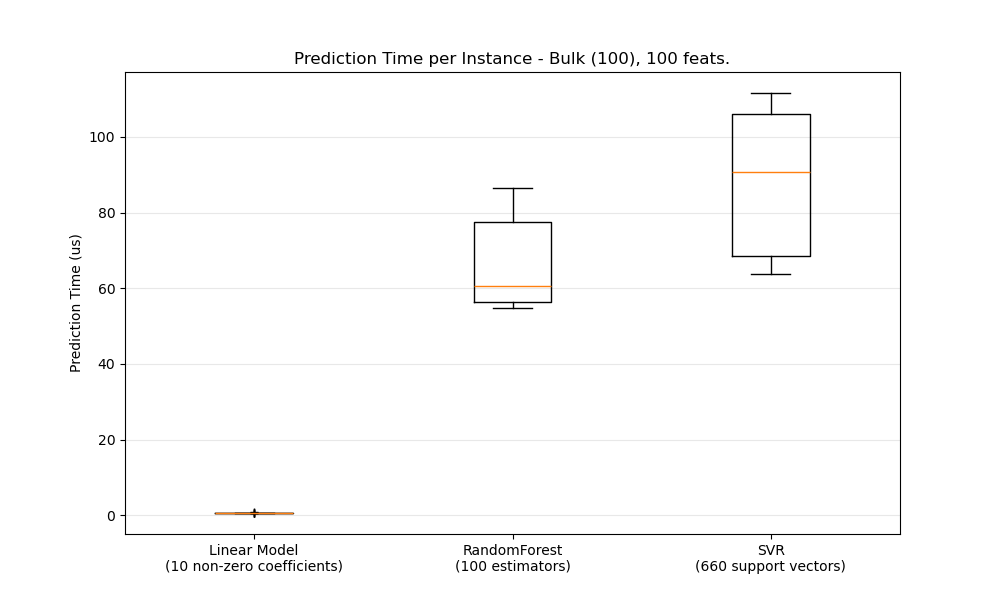 Prediction Time per Instance - Bulk (100), 100 feats.
Prediction Time (us)
100
80
60
40
20
0
Linear Model
(10 non-zero coefficients)
RandomForest
(100 estimators)
SVR
(660 support vectors)